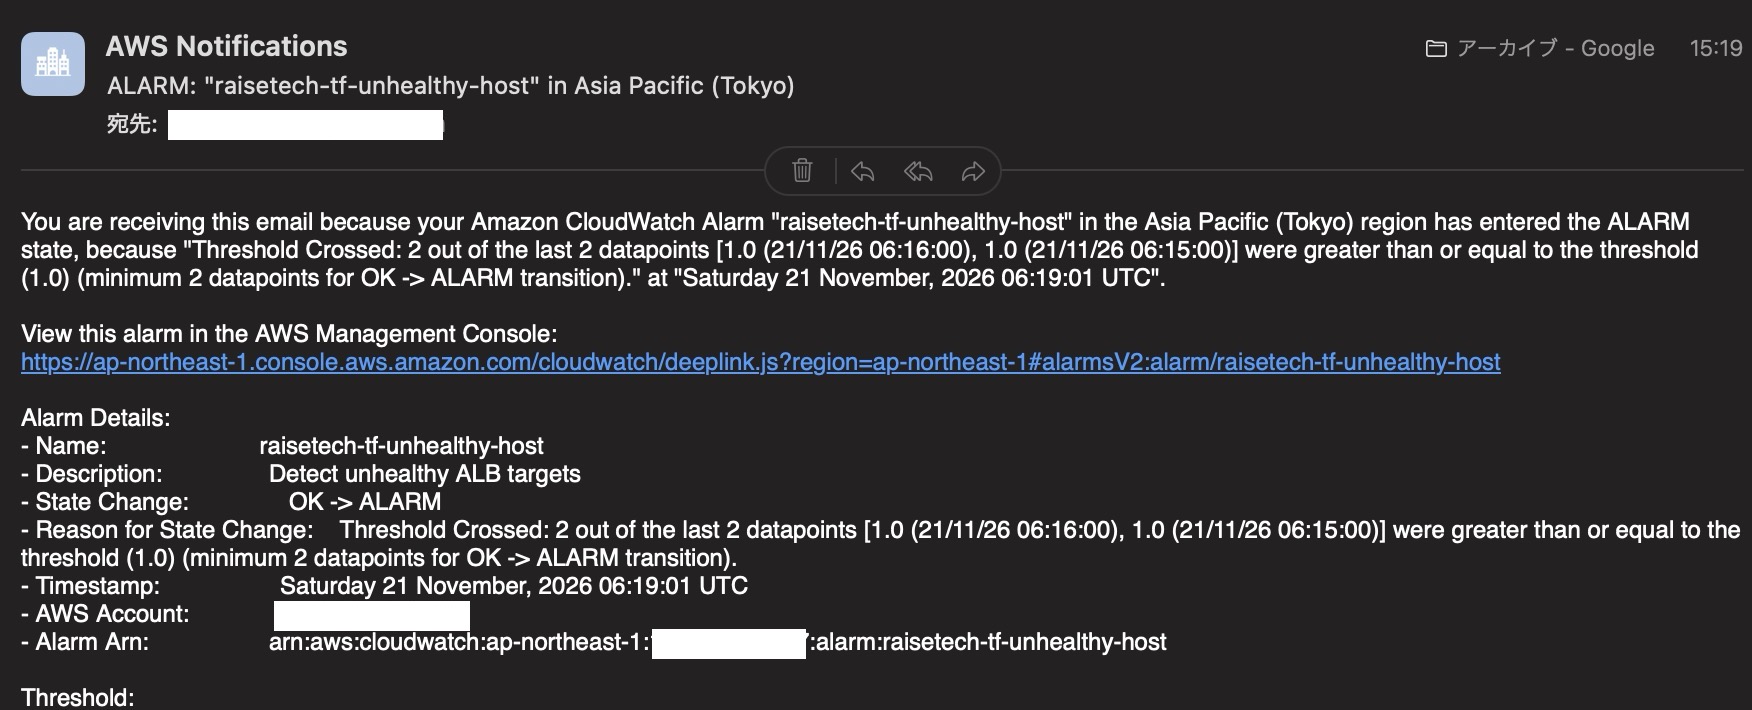 AWS Notifications
アーカイブ - Google 15:19
ALARM: "raisetech-tf-unhealthy-host" in Asia Pacific (Tokyo)
宛先:
You are receiving this email because your Amazon CloudWatch Alarm "raisetech-tf-unhealthy-host" in the Asia Pacific (Tokyo) region has entered the ALARM
state, because "Threshold Crossed: 2 out of the last 2 datapoints [1.0 (21/11/26 06:16:00), 1.0 (21/11/26 06:15:00)] were greater than or equal to the threshold
(1.0) (minimum 2 datapoints for OK -> ALARM transition)." at "Saturday 21 November, 2026 06:19:01 UTC".
View this alarm in the AWS Management Console:
https://ap-northeast-1.console.aws.amazon.com/cloudwatch/deeplink.js?region=ap-northeast-1#alarmsV2:alarm/raisetech-tf-unhealthy-host
Alarm Details:
- Name: raisetech-tf-unhealthy-host
- Description: Detect unhealthy ALB targets
- State Change: OK -> ALARM
- Reason for State Change: Threshold Crossed: 2 out of the last 2 datapoints [1.0 (21/11/26 06:16:00), 1.0 (21/11/26 06:15:00)] were greater than or equal to the
threshold (1.0) (minimum 2 datapoints for OK -> ALARM transition).
- Timestamp: Saturday 21 November, 2026 06:19:01 UTC
- AWS Account:
- Alarm Arn: arn:aws:cloudwatch:ap-northeast-1: :alarm:raisetech-tf-unhealthy-host
Threshold: